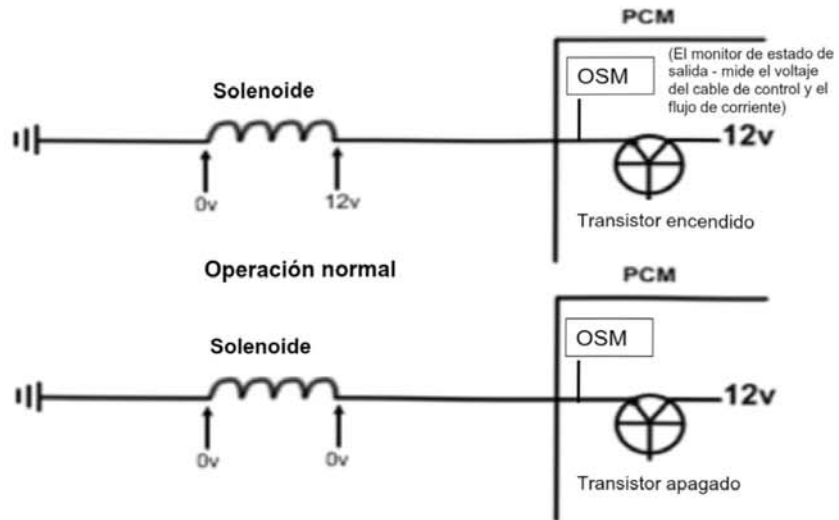 PCM
OSM
(El monitor de estado de
salida - mide el voltaje
del cable de control y el
flujo de corriente)
Solenoide
12v
0v
12v
Transistor encendido
Operación normal
PCM
OSM
Solenoide
12v
0v
0v
Transistor apagado